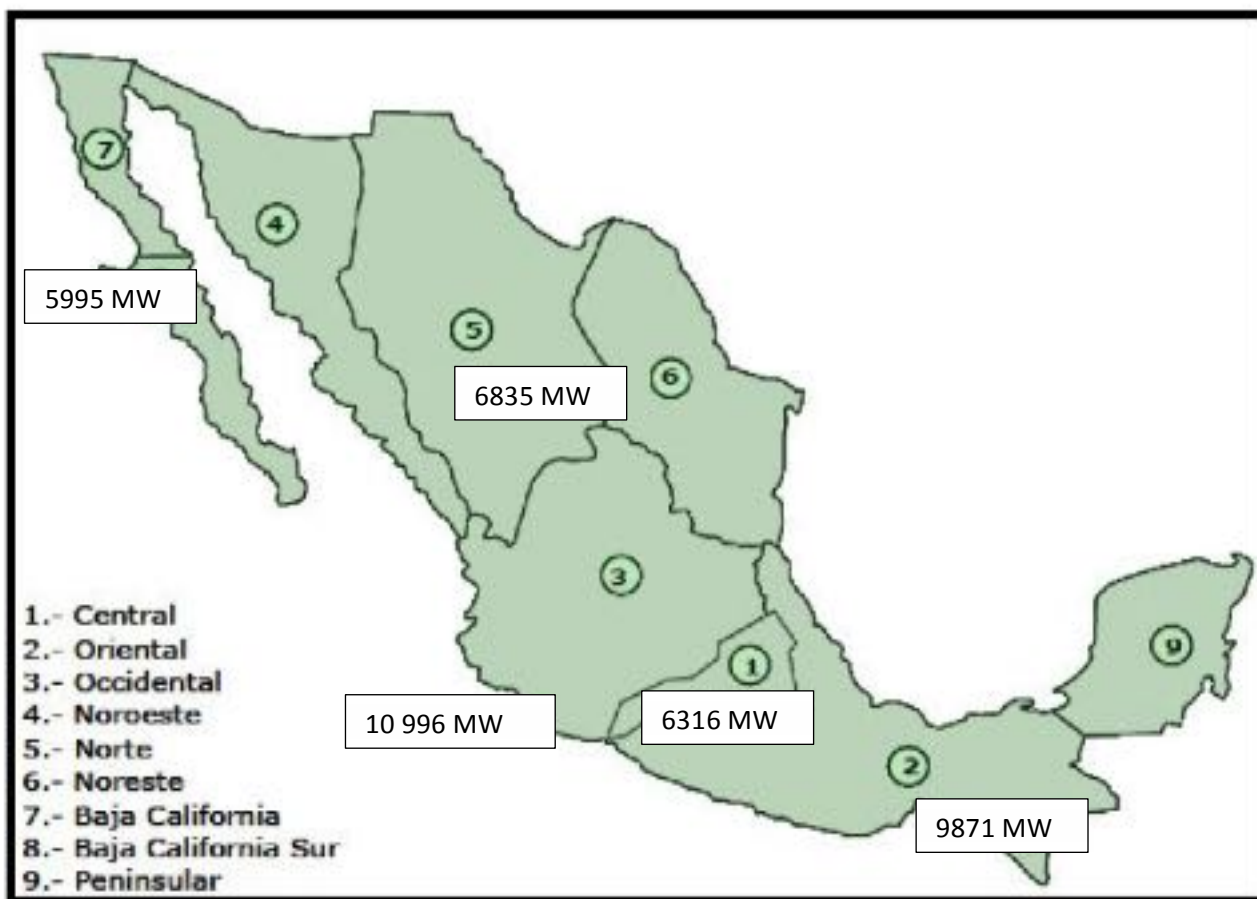 7
4
5995 MW
5
6835 MW
6
3
1.- Central
2.- Oriental
3.- Occidental
4.- Noroeste
5.- Norte
6.- Noreste
7.- Baja California
8.- Baja California Sur
9.- Peninsular
9
1
10 996 MW
6316 MW
2
9871 MW